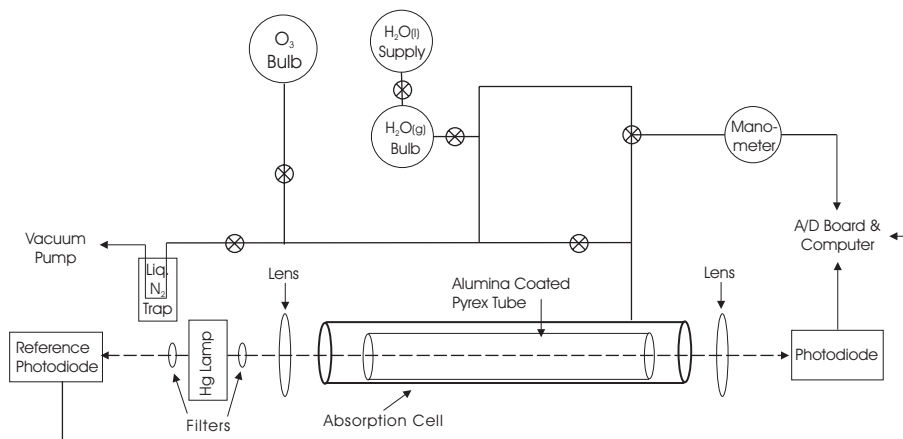 O₃
Bulb
H₂O(l)
Supply
H₂O(g)
Bulb
Mano-
meter
A/D Board &
Computer
Vacuum
Pump
Liq.
N₂
Trap
Lens
Alumina Coated
Pyrex Tube
Lens
Reference
Photodiode
Hg Lamp
Photodiode
Filters
Absorption Cell